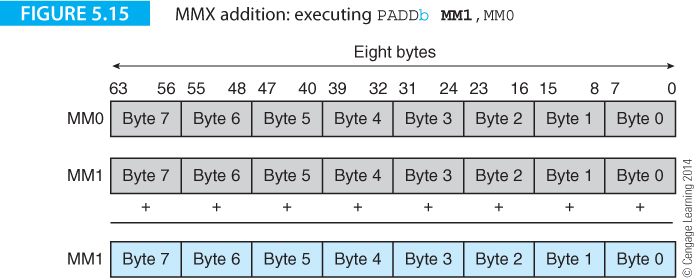 FIGURE 5.15 MMX addition: executing PADDb MM1,MM0
Eight bytes
63 56 55 48 47 40 39 32 31 24 23 16 15 8 7 0
MM0 Byte 7 Byte 6 Byte 5 Byte 4 Byte 3 Byte 2 Byte 1 Byte 0
MM1 Byte 7 Byte 6 Byte 5 Byte 4 Byte 3 Byte 2 Byte 1 Byte 0
+ + + + + + + +
MM1 Byte 7 Byte 6 Byte 5 Byte 4 Byte 3 Byte 2 Byte 1 Byte 0
© Cengage Learning 2014